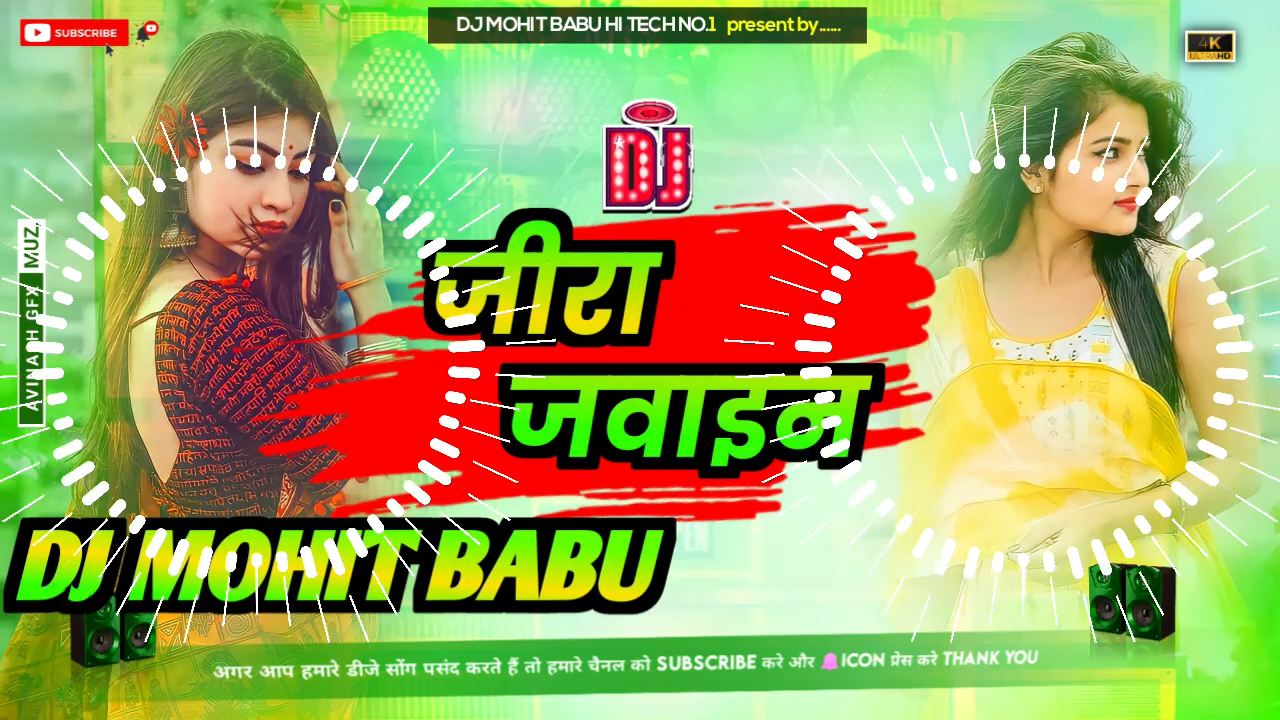 DJ MOHIT BABU HI TECH NO.1 present by......
SUBSCRIBE
4K
ULTRAHD
DJ
AVINASH GFX MUZ.
जीरा
जवाइन
DJ MOHIT BABU
अगर आप हमारे डीजे सोंग पसंद करते हैं तो हमारे चैनल को SUBSCRIBE करे और ICON प्रेस करे THANK YOU